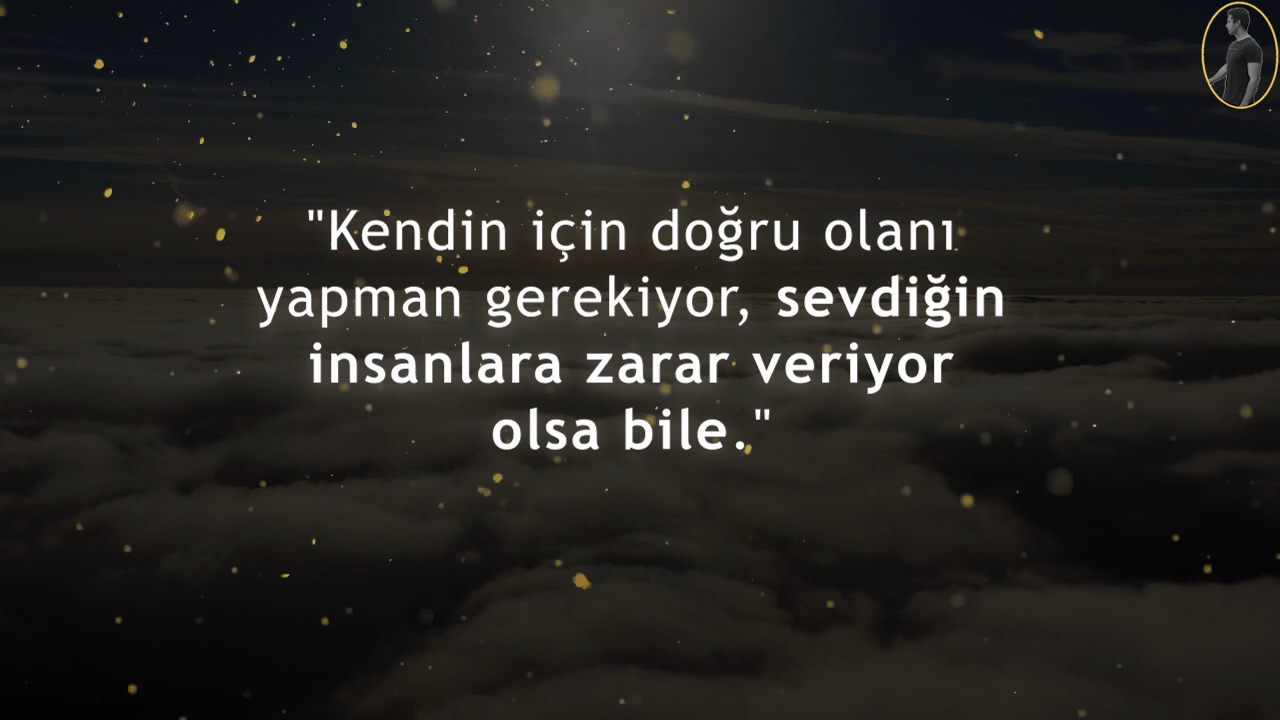 "Kendin için doğru olanı
yapman gerekiyor, sevdiğin
insanlara zarar veriyor
olsa bile."